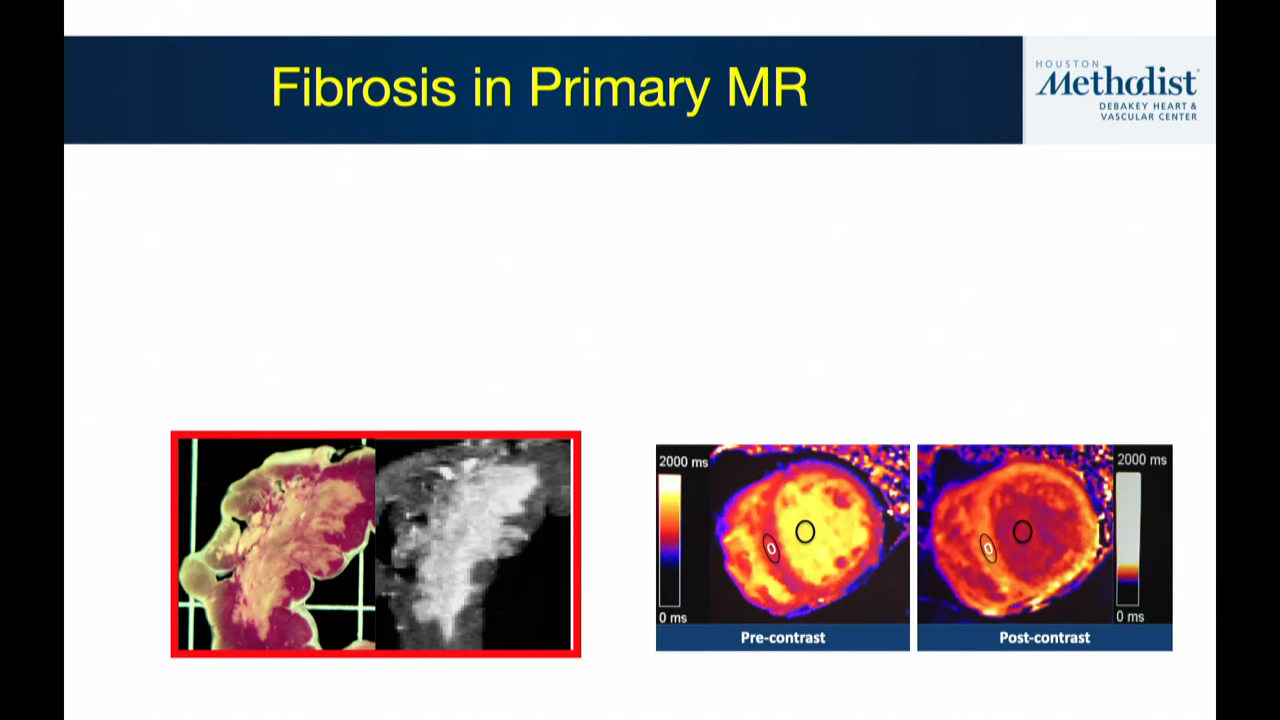 Fibrosis in Primary MR
HOUSTON
Methodist
DEBAKEY HEART &
VASCULAR CENTER
2000 ms
0 ms
Pre-contrast
2000 ms
0 ms
Post-contrast